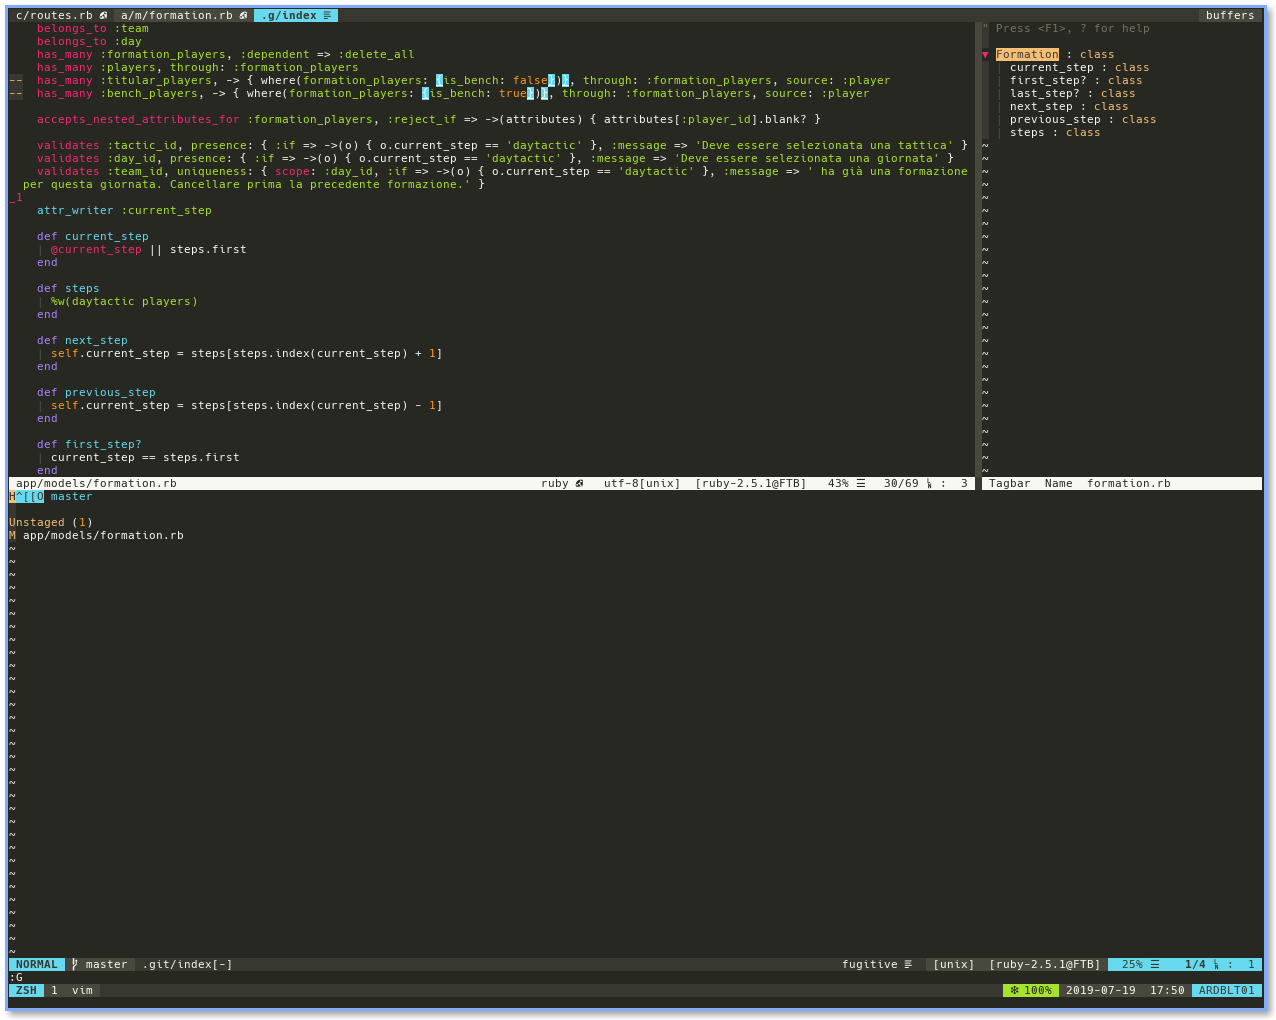 c/routes.rb  a/m/formation.rb  .g/index  buffers
belongs_to :team
belongs_to :day
has_many :formation_players, :dependent => :delete_all
has_many :players, through: :formation_players
-- has_many :titular_players, -> { where(formation_players: {is_bench: false})}, through: :formation_players, source: :player
-- has_many :bench_players, -> { where(formation_players: {is_bench: true})}, through: :formation_players, source: :player
accepts_nested_attributes_for :formation_players, :reject_if => ->(attributes) { attributes[:player_id].blank? }
validates :tactic_id, presence: { :if => ->(o) { o.current_step == 'daytactic' }, :message => 'Deve essere selezionata una tattica' }
validates :day_id, presence: { :if => ->(o) { o.current_step == 'daytactic' }, :message => 'Deve essere selezionata una giornata' }
validates :team_id, uniqueness: { scope: :day_id, :if => ->(o) { o.current_step == 'daytactic' }, :message => ' ha già una formazione
per questa giornata. Cancellare prima la precedente formazione.' }
_1
attr_writer :current_step
def current_step
@current_step || steps.first
end
def steps
%w(daytactic players)
end
def next_step
self.current_step = steps[steps.index(current_step) + 1]
end
def previous_step
self.current_step = steps[steps.index(current_step) - 1]
end
def first_step?
current_step == steps.first
end
" Press <F1>, ? for help
▼ Formation : class
current_step : class
first_step? : class
last_step? : class
next_step : class
previous_step : class
steps : class
app/models/formation.rb  ruby  utf-8[unix]  [ruby-2.5.1@FTB]  43% ☰  30/69 ㏑ :  3
Tagbar  Name  formation.rb
H^[[O master
Unstaged (1)
M app/models/formation.rb
NORMAL  master  .git/index[-]  fugitive  [unix]  [ruby-2.5.1@FTB]  25% ☰  1/4 ㏑ :  1
:G
ZSH  1  vim  ❄ 100%  2019-07-19  17:50  ARDBLT01